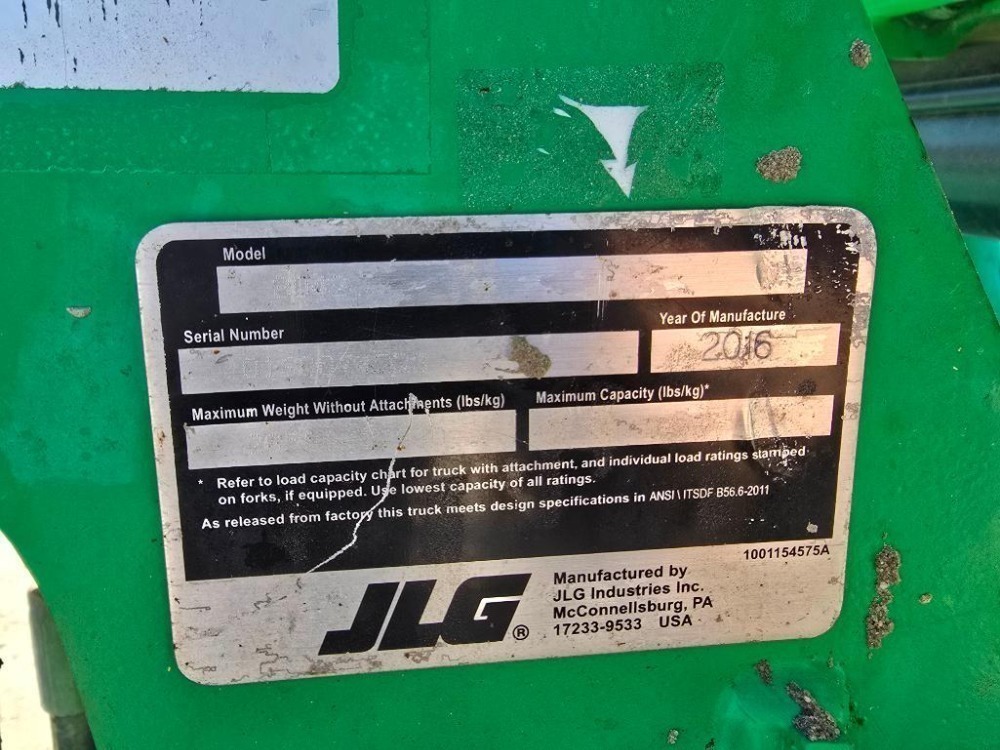 Model
Serial Number
Year Of Manufacture
2016
Maximum Weight Without Attachments (lbs/kg)
Maximum Capacity (lbs/kg)*
* Refer to load capacity chart for truck with attachment, and individual load ratings stamped
on forks, if equipped. Use lowest capacity of all ratings.
As released from factory this truck meets design specifications in ANSI \ ITSDF B56.6-2011
1001154575A
JLG®
Manufactured by
JLG Industries Inc.
McConnellsburg, PA
17233-9533 USA